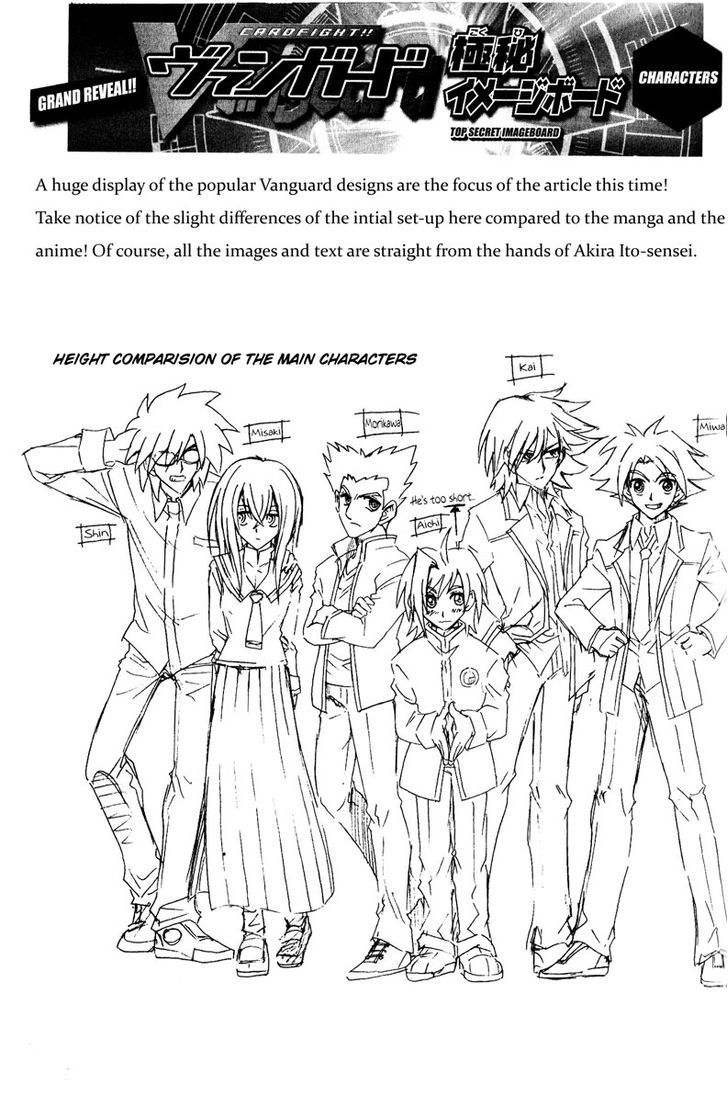 CARDFIGHT!!
ヴァンガード
Vanguard
極秘
ごくひ
イメージボード
TOP SECRET IMAGEBOARD
GRAND REVEAL!!
CHARACTERS
A huge display of the popular Vanguard designs are the focus of the article this time!
Take notice of the slight differences of the intial set-up here compared to the manga and the
anime! Of course, all the images and text are straight from the hands of Akira Ito-sensei.
HEIGHT COMPARISION OF THE MAIN CHARACTERS
Kai
Misaki
Morikawa
Miwa
He's too short
Aichi
Shin